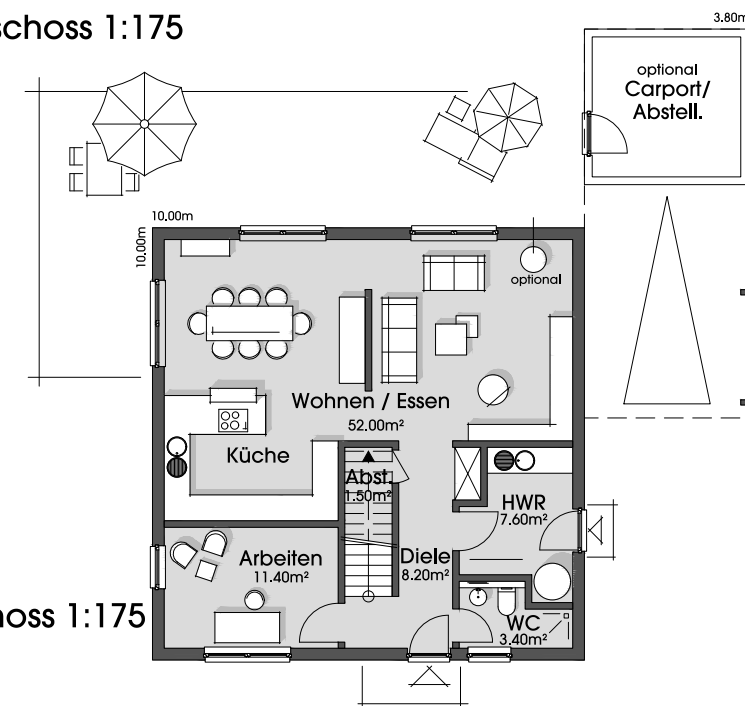 schoss 1:175
3.80m
optional
Carport/
Abstell.
10.00m
10.00m
optional
Wohnen / Essen
52.00m²
Küche
Abst.
1.50m²
HWR
7.60m²
Arbeiten
11.40m²
Diele
8.20m²
WC
3.40m²
hoss 1:175